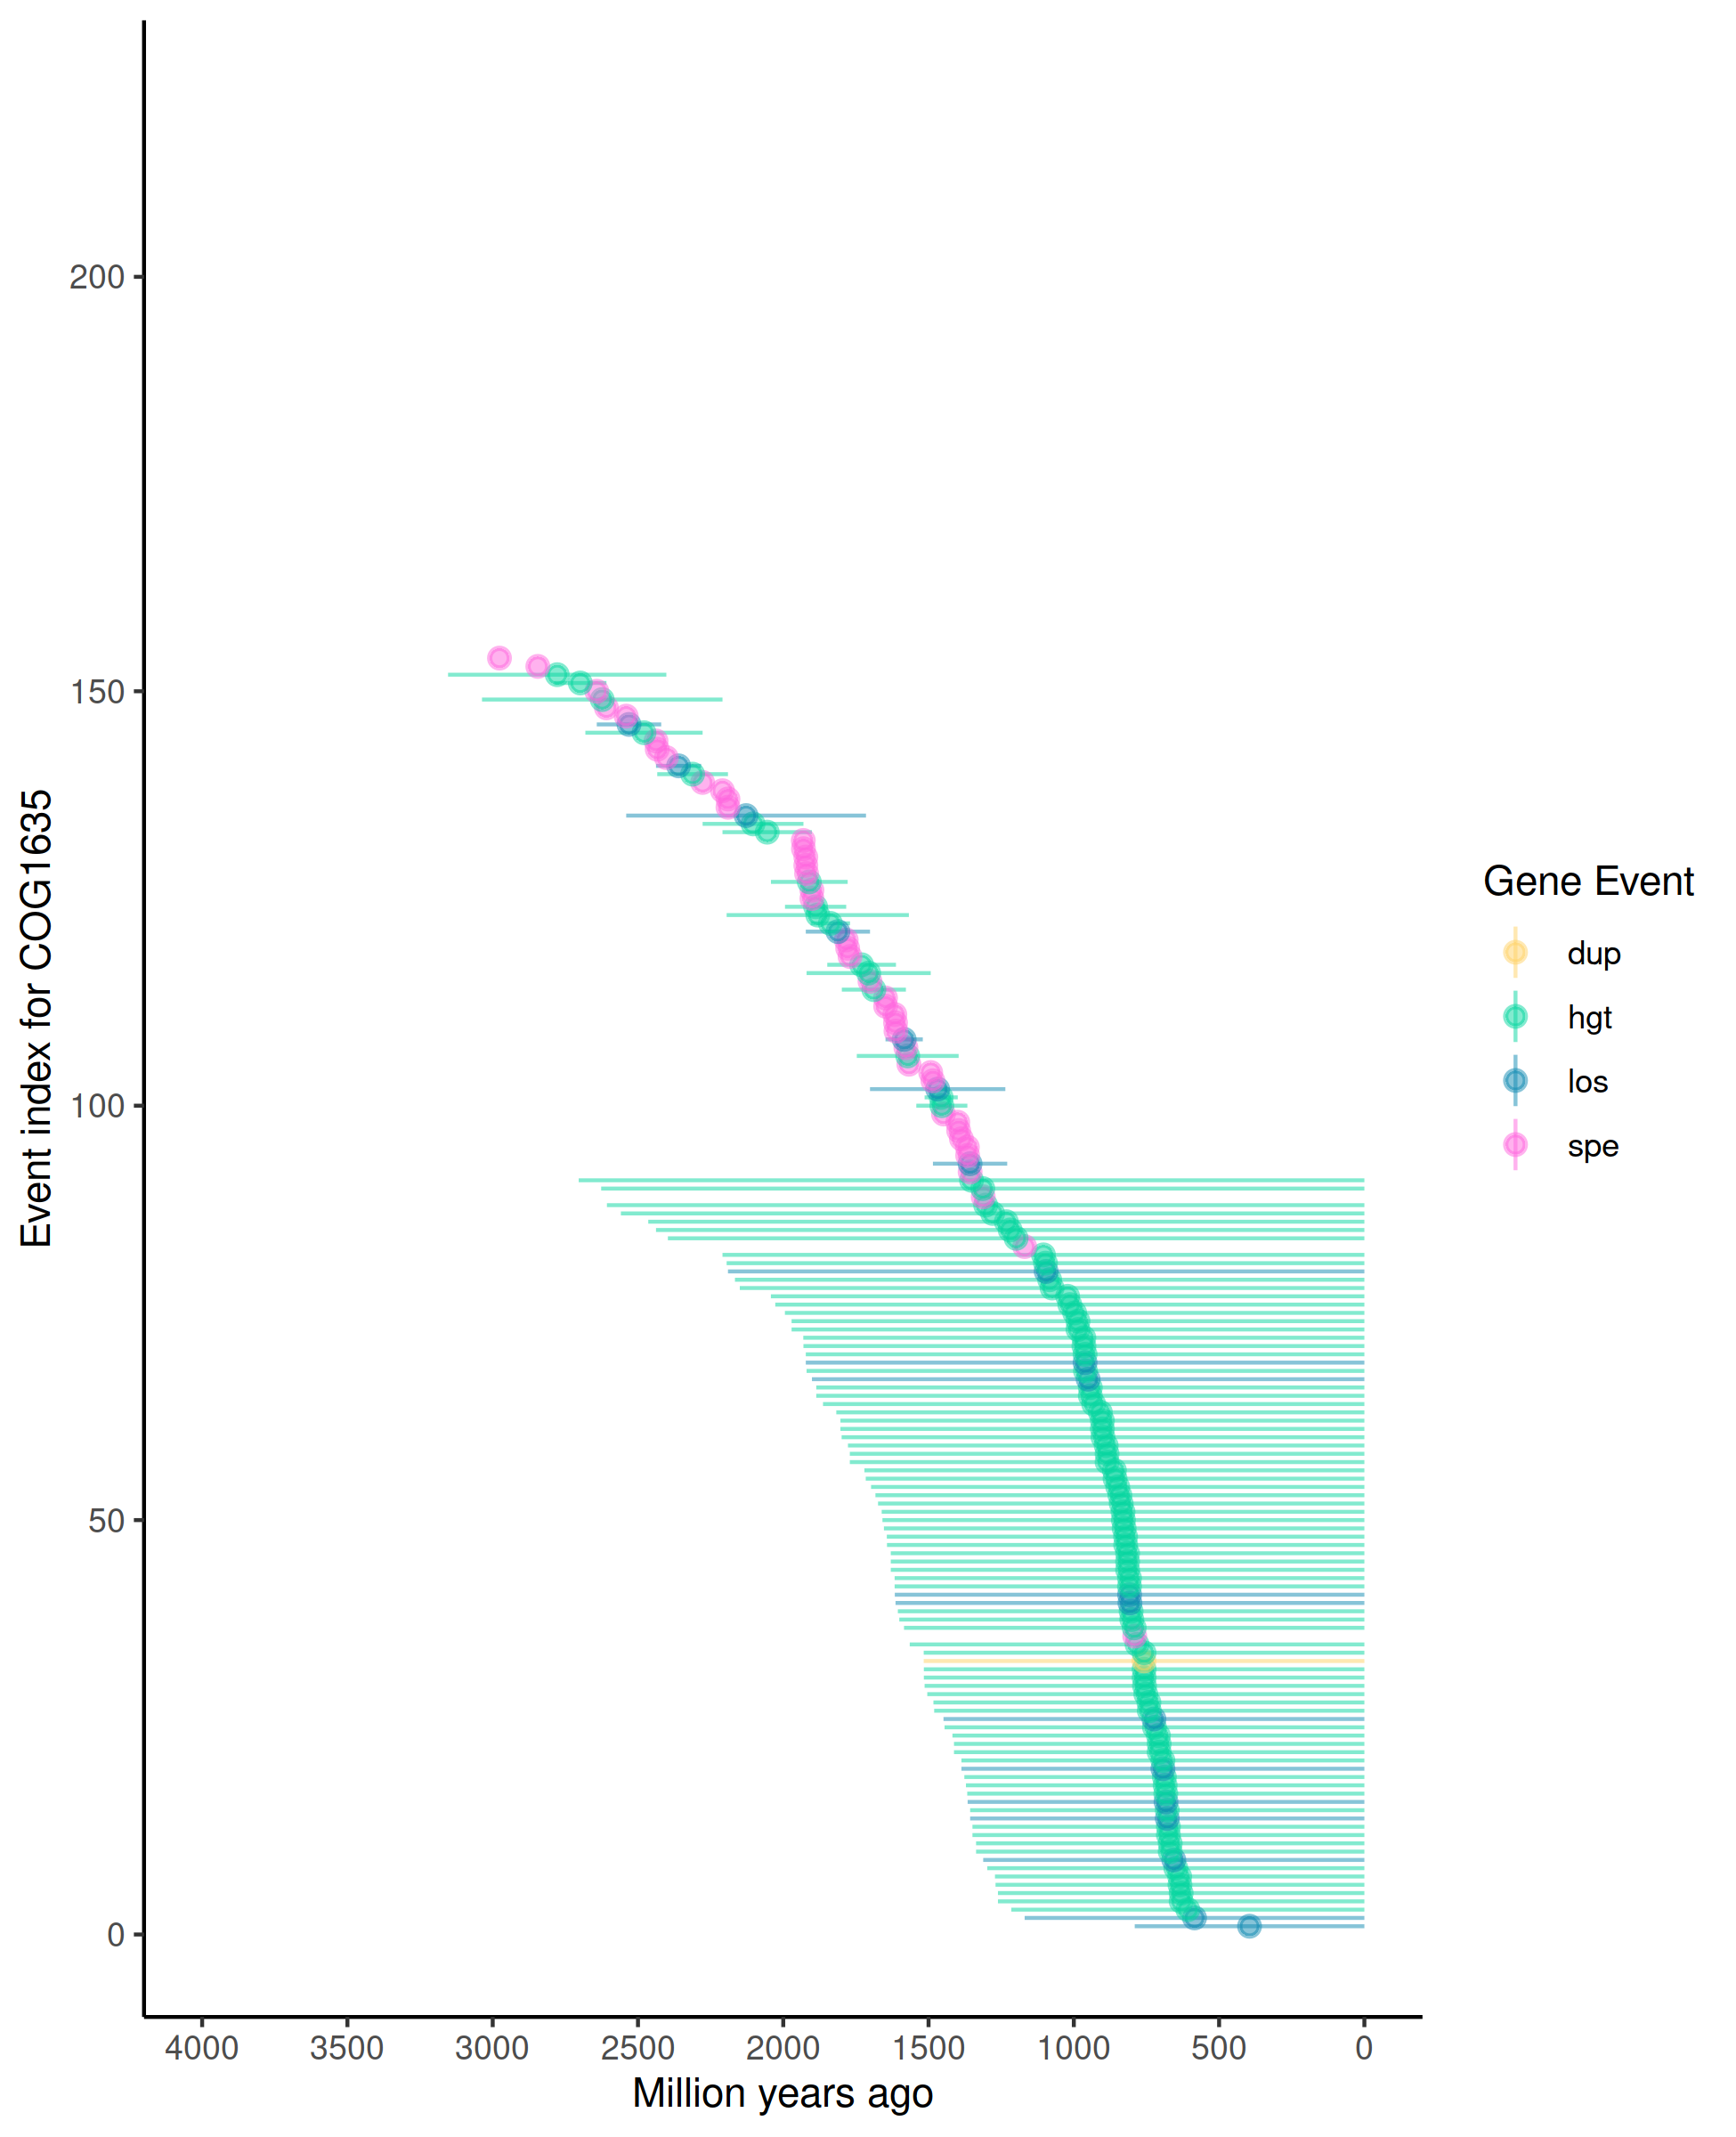 Event index for COG1635
200
150
100
50
0
4000 3500 3000 2500 2000 1500 1000 500 0
Million years ago
Gene Event
dup
hgt
los
spe